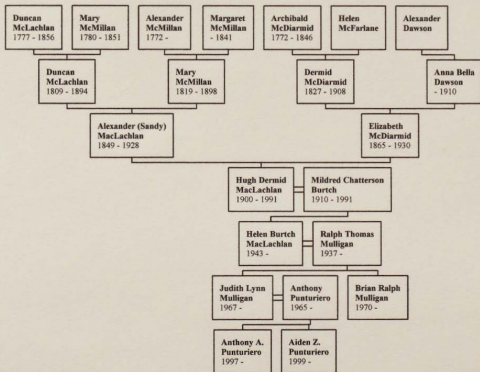 Duncan
McLachlan
1777 - 1856
Mary
McMillan
1780 - 1851
Alexander
McMillan
1772 -
Margaret
McMillan
- 1841
Archibald
McDiarmid
1772 - 1846
Helen
McFarlane
Alexander
Dawson
Duncan
McLachlan
1809 - 1894
Mary
McMillan
1819 - 1898
Dermid
McDiarmid
1827 - 1908
Anna Bella
Dawson
- 1910
Alexander (Sandy)
MacLachlan
1849 - 1928
Elizabeth
McDiarmid
1865 - 1930
Hugh Dermid
MacLachlan
1900 - 1991
Mildred Chatterson
Burtch
1910 - 1991
Helen Burtch
MacLachlan
1943 -
Ralph Thomas
Mulligan
1937 -
Judith Lynn
Mulligan
1967 -
Anthony
Punturiero
1965 -
Brian Ralph
Mulligan
1970 -
Anthony A.
Punturiero
1997 -
Aiden Z.
Punturiero
1999 -